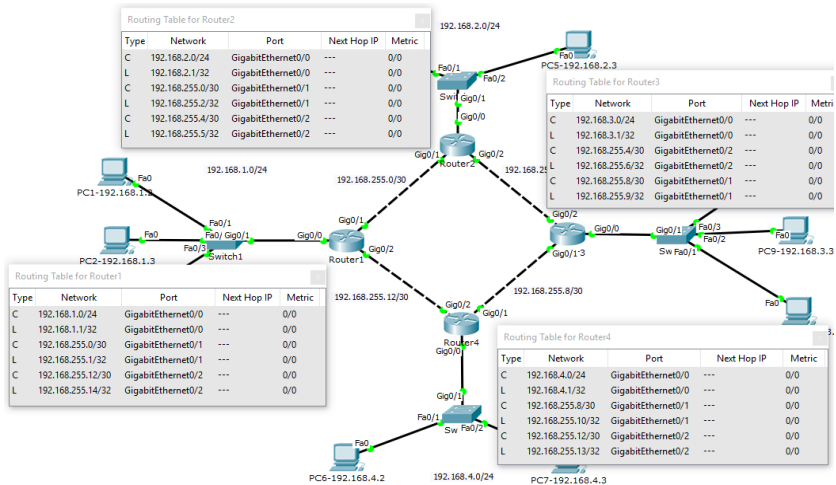 Routing Table for Router2
Type Network Port Next Hop IP Metric
C 192.168.2.0/24 GigabitEthernet0/0 --- 0/0
L 192.168.2.1/32 GigabitEthernet0/0 --- 0/0
C 192.168.255.0/30 GigabitEthernet0/1 --- 0/0
L 192.168.255.2/32 GigabitEthernet0/1 --- 0/0
C 192.168.255.4/30 GigabitEthernet0/2 --- 0/0
L 192.168.255.5/32 GigabitEthernet0/2 --- 0/0
192.168.2.0/24
Fa0
PC5-192.168.2.3
Fa0/1
Fa0/2
Swit
Gig0/1
Gig0/0
Gig0/1
Gig0/2
Router2
192.168.255.0/30
Routing Table for Router3
Type Network Port Next Hop IP Metric
C 192.168.3.0/24 GigabitEthernet0/0 --- 0/0
L 192.168.3.1/32 GigabitEthernet0/0 --- 0/0
C 192.168.255.4/30 GigabitEthernet0/2 --- 0/0
L 192.168.255.6/32 GigabitEthernet0/2 --- 0/0
C 192.168.255.8/30 GigabitEthernet0/1 --- 0/0
L 192.168.255.9/32 GigabitEthernet0/1 --- 0/0
192.168.1.0/24
Fa0
PC1-192.168.1.2
Fa0/1
Fa0
Fa0/
Gig0/1
Gig0/0
PC2-192.168.1.3
Fa0/3
Switch1
Gig0/1
Gig0/2
Router1
Gig0/2
Gig0/0
Gig0/1
3
Gig0/1
Fa0/3
Fa0/2
Sw
Fa0/1
Fa0
PC9-192.168.3.3
Fa0
192.168.255.12/30
192.168.255.8/30
Routing Table for Router1
Type Network Port Next Hop IP Metric
C 192.168.1.0/24 GigabitEthernet0/0 --- 0/0
L 192.168.1.1/32 GigabitEthernet0/0 --- 0/0
C 192.168.255.0/30 GigabitEthernet0/1 --- 0/0
L 192.168.255.1/32 GigabitEthernet0/1 --- 0/0
C 192.168.255.12/30 GigabitEthernet0/2 --- 0/0
L 192.168.255.14/32 GigabitEthernet0/2 --- 0/0
Gig0/2
Gig0/1
Router4
Gig0/0
Routing Table for Router4
Type Network Port Next Hop IP Metric
C 192.168.4.0/24 GigabitEthernet0/0 --- 0/0
L 192.168.4.1/32 GigabitEthernet0/0 --- 0/0
C 192.168.255.8/30 GigabitEthernet0/1 --- 0/0
L 192.168.255.10/32 GigabitEthernet0/1 --- 0/0
C 192.168.255.12/30 GigabitEthernet0/2 --- 0/0
L 192.168.255.13/32 GigabitEthernet0/2 --- 0/0
Gig0/1
Fa0/1
Sw
Fa0/2
Fa0
PC6-192.168.4.2
192.168.4.0/24
PC7-192.168.4.3